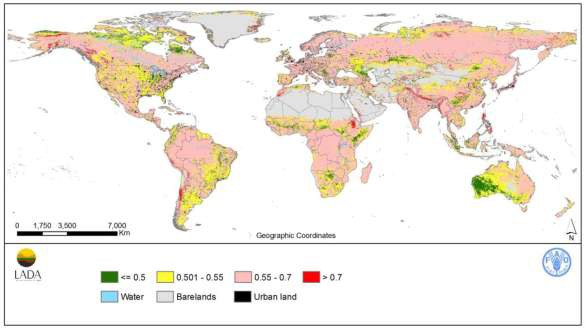 0 1,750 3,500 7,000
Km
Geographic Coordinates
N
LADA
<= 0.5 0.501 - 0.55 0.55 - 0.7 > 0.7
Water Barelands Urban land